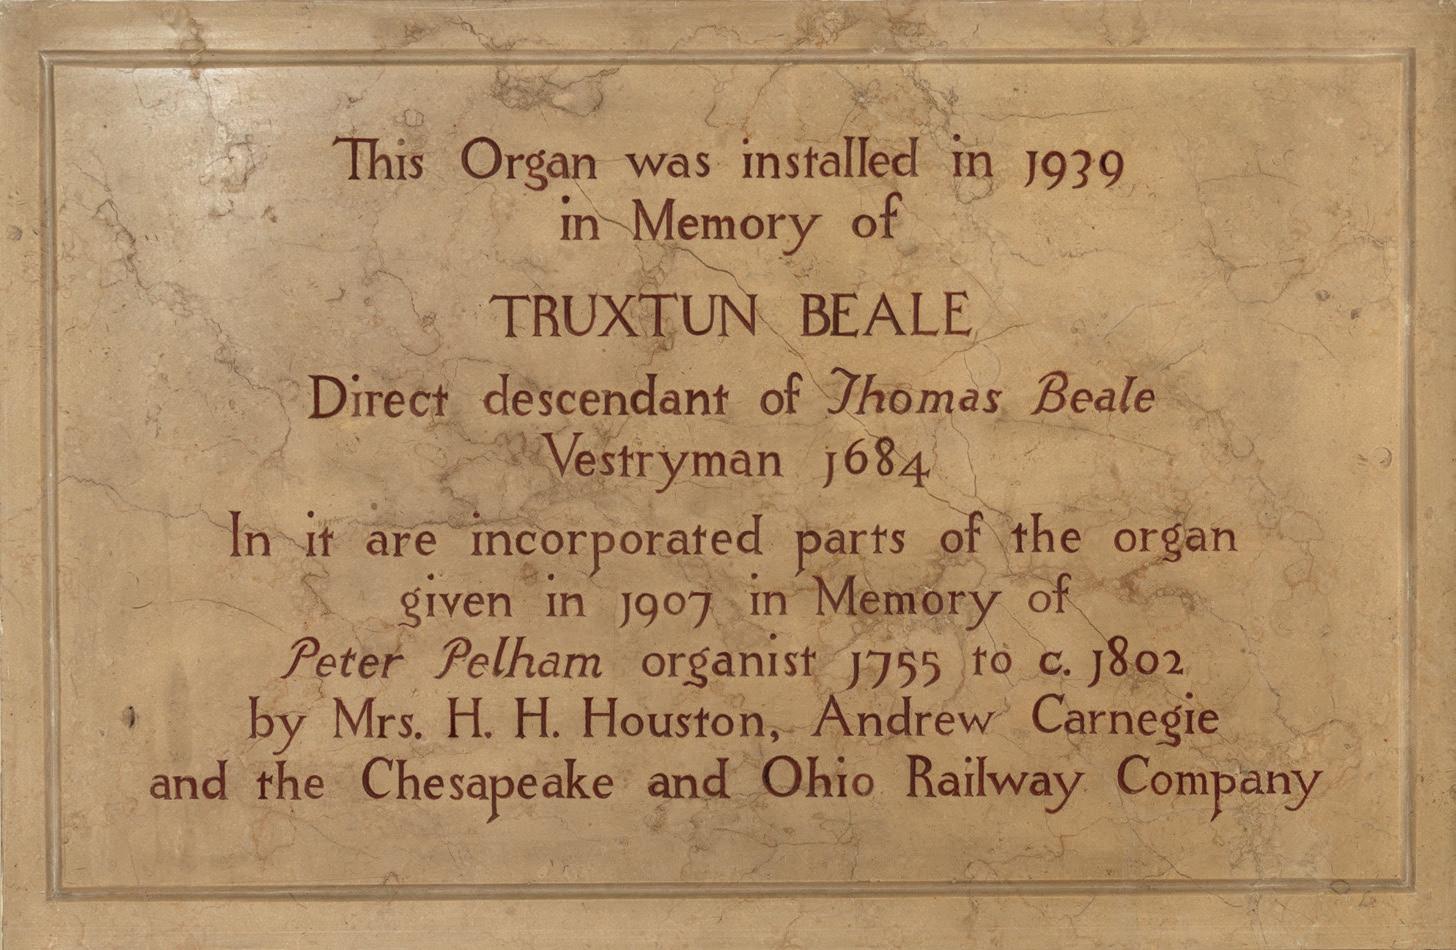 This Organ was installed in 1939
in Memory of
TRUXTUN BEALE
Direct descendant of Thomas Beale
Vestryman 1684
In it are incorporated parts of the organ
given in 1907 in Memory of
Peter Pelham organist 1755 to c. 1802
by Mrs. H. H. Houston, Andrew Carnegie
and the Chesapeake and Ohio Railway Company